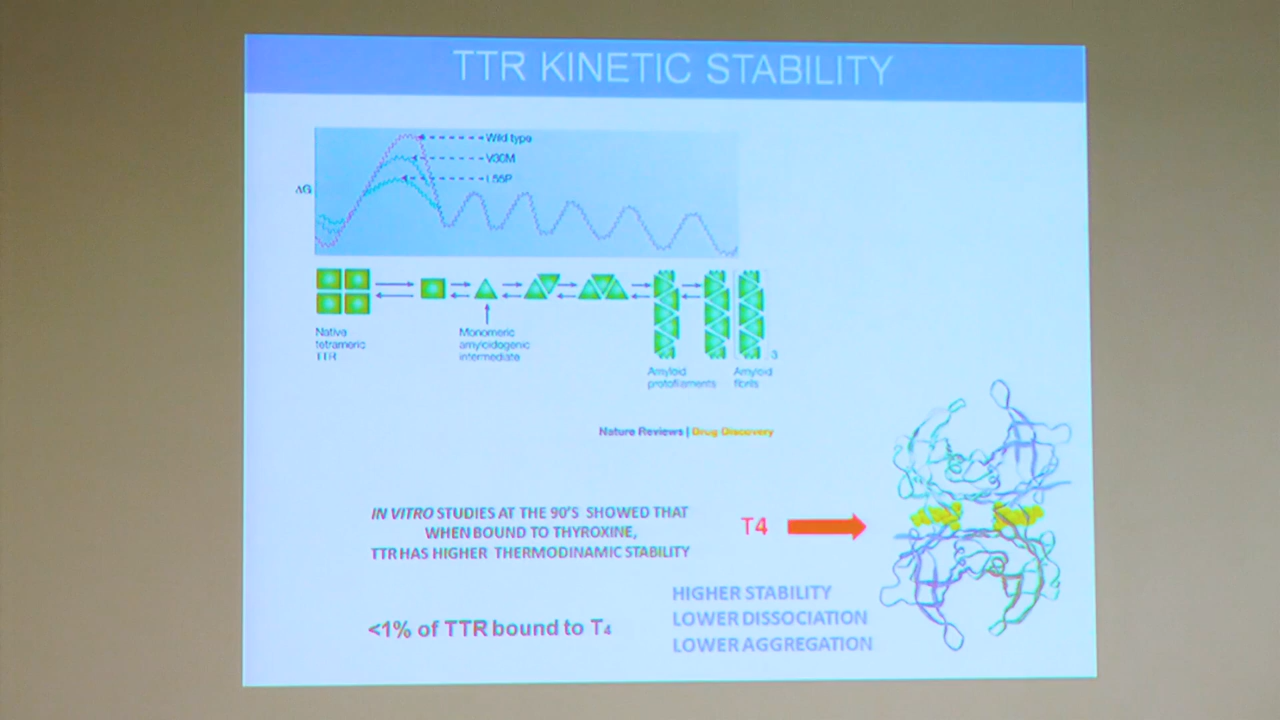 TTR KINETIC STABILITY
Wild type
V30M
L55P
ΔG
Native
tetrameric
TTR
Monomeric
amyloidogenic
intermediate
Amyloid
protofilaments
Amyloid
fibrils
3
Nature Reviews | Drug Discovery
IN VITRO STUDIES AT THE 90'S SHOWED THAT
WHEN BOUND TO THYROXINE,
TTR HAS HIGHER THERMODINAMIC STABILITY
T4
HIGHER STABILITY
LOWER DISSOCIATION
LOWER AGGREGATION
<1% of TTR bound to T4